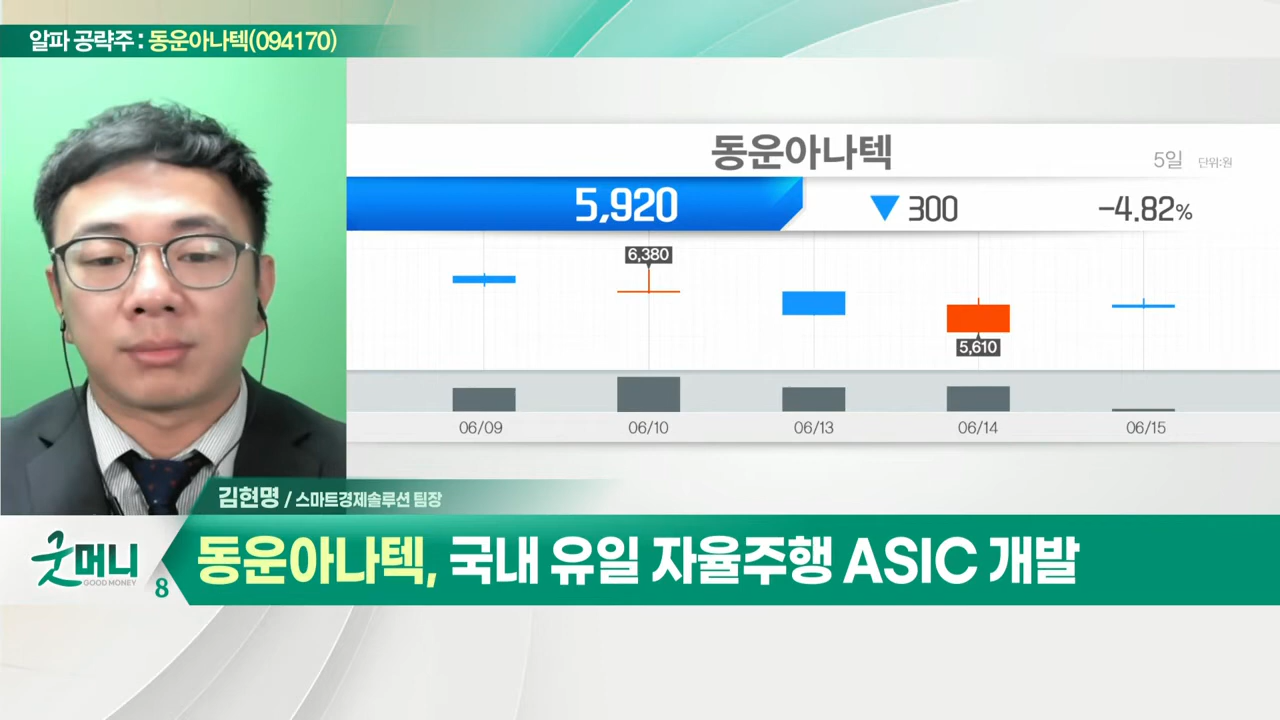 알파 공략주 : 동운아나텍(094170)
동운아나텍
5일 단위:원
5,920 ▼ 300 -4.82%
6,380
5,610
06/09 06/10 06/13 06/14 06/15
김현명 / 스마트경제솔루션 팀장
굿머니
GOOD MONEY
8
동운아나텍, 국내 유일 자율주행 ASIC 개발